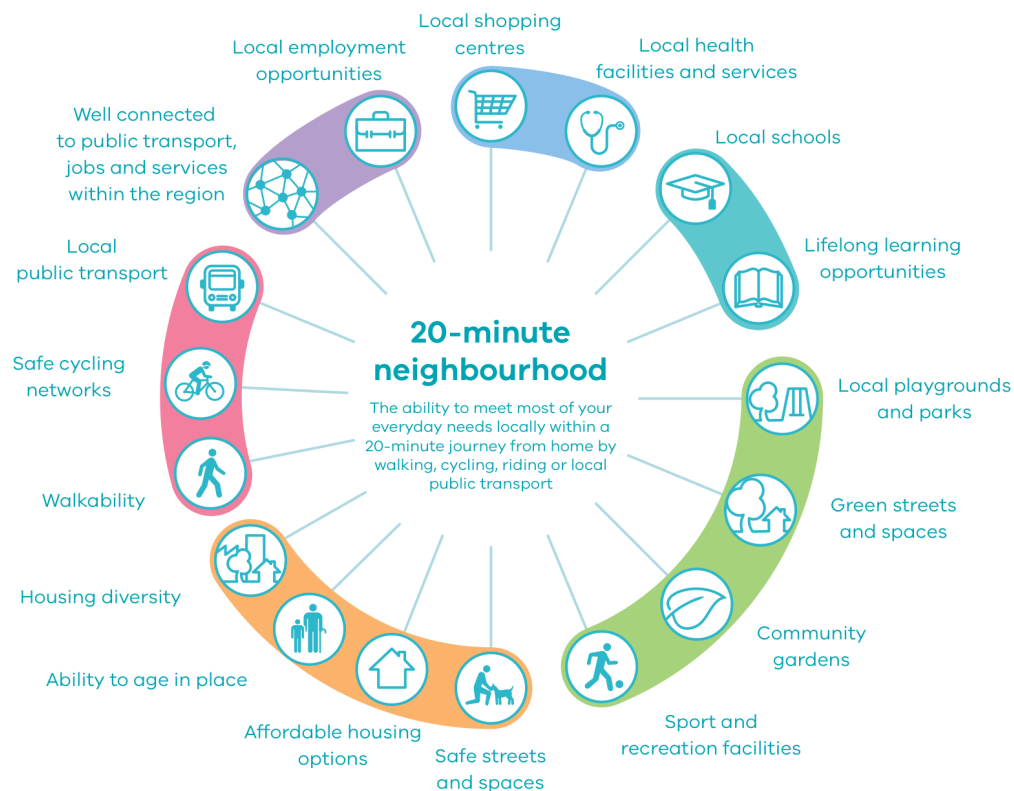 Local shopping
centres
Local health
facilities and services
Local schools
Lifelong learning
opportunities
Local playgrounds
and parks
Green streets
and spaces
Community
gardens
Sport and
recreation facilities
Safe streets
and spaces
Affordable housing
options
Ability to age in place
Housing diversity
Walkability
Safe cycling
networks
Local
public transport
Well connected
to public transport,
jobs and services
within the region
Local employment
opportunities
20-minute
neighbourhood
The ability to meet most of your
everyday needs locally within a
20-minute journey from home by
walking, cycling, riding or local
public transport